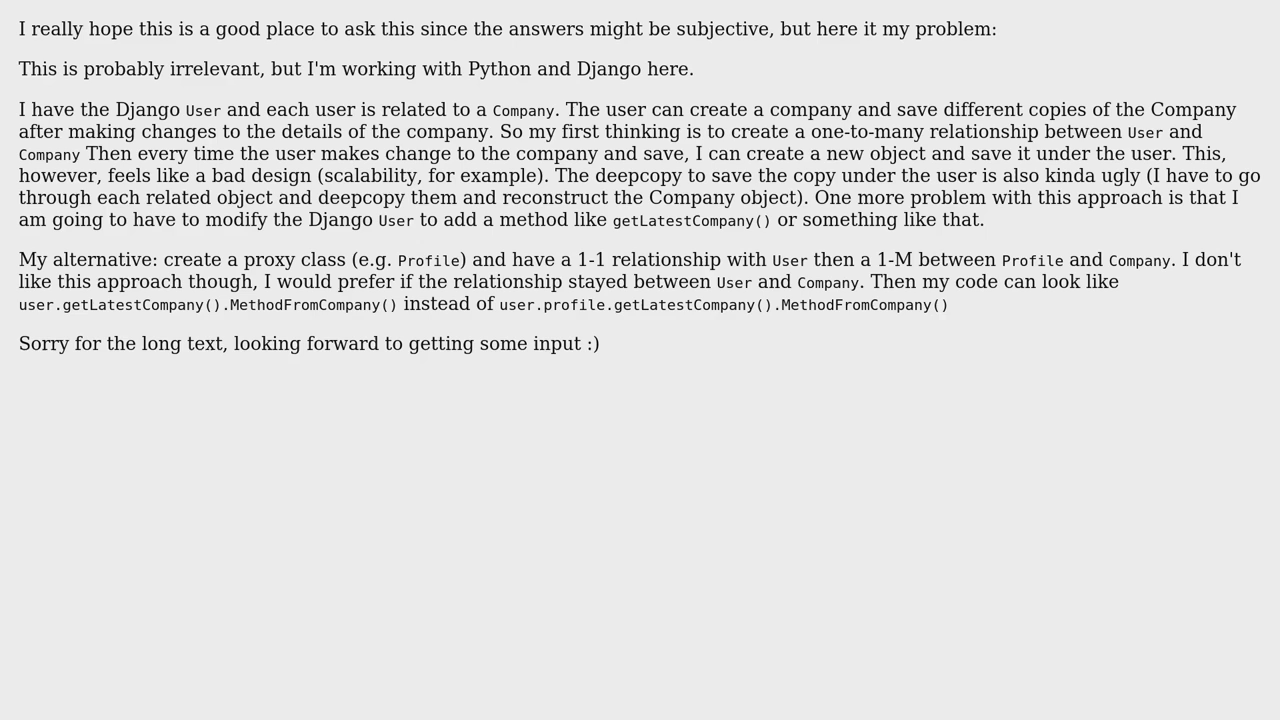 I really hope this is a good place to ask this since the answers might be subjective, but here it my problem:
This is probably irrelevant, but I'm working with Python and Django here.
I have the Django User and each user is related to a Company. The user can create a company and save different copies of the Company
after making changes to the details of the company. So my first thinking is to create a one-to-many relationship between User and
Company Then every time the user makes change to the company and save, I can create a new object and save it under the user. This,
however, feels like a bad design (scalability, for example). The deepcopy to save the copy under the user is also kinda ugly (I have to go
through each related object and deepcopy them and reconstruct the Company object). One more problem with this approach is that I
am going to have to modify the Django User to add a method like getLatestCompany() or something like that.
My alternative: create a proxy class (e.g. Profile) and have a 1-1 relationship with User then a 1-M between Profile and Company. I don't
like this approach though, I would prefer if the relationship stayed between User and Company. Then my code can look like
user.getLatestCompany().MethodFromCompany() instead of user.profile.getLatestCompany().MethodFromCompany()
Sorry for the long text, looking forward to getting some input :)